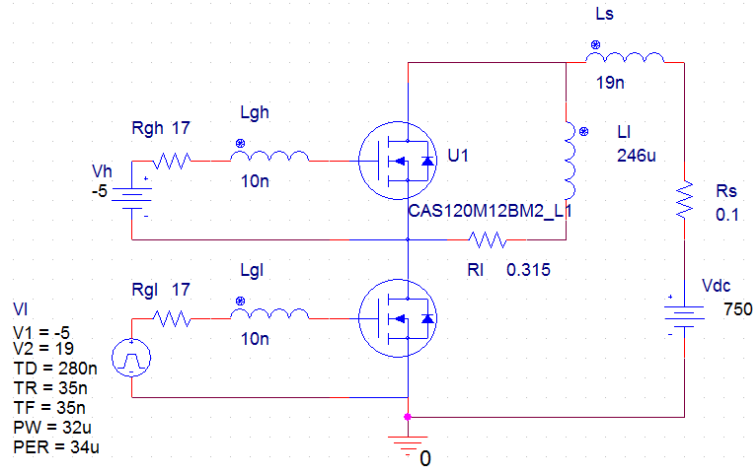 Ls
19n
Rgh 17
Lgh
10n
U1
Ll
246u
Vh
-5
Rs
0.1
CAS120M12BM2_L1
Rl 0.315
Rgl 17
Lgl
10n
Vdc
750
Vl
V1 = -5
V2 = 19
TD = 280n
TR = 35n
TF = 35n
PW = 32u
PER = 34u
0